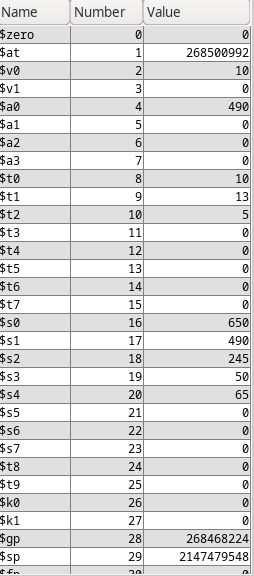 Name Number Value
$zero 0 0
$at 1 268500992
$v0 2 10
$v1 3 0
$a0 4 490
$a1 5 0
$a2 6 0
$a3 7 0
$t0 8 10
$t1 9 13
$t2 10 5
$t3 11 0
$t4 12 0
$t5 13 0
$t6 14 0
$t7 15 0
$s0 16 650
$s1 17 490
$s2 18 245
$s3 19 50
$s4 20 65
$s5 21 0
$s6 22 0
$s7 23 0
$t8 24 0
$t9 25 0
$k0 26 0
$k1 27 0
$gp 28 268468224
$sp 29 2147479548
$fp 30 0